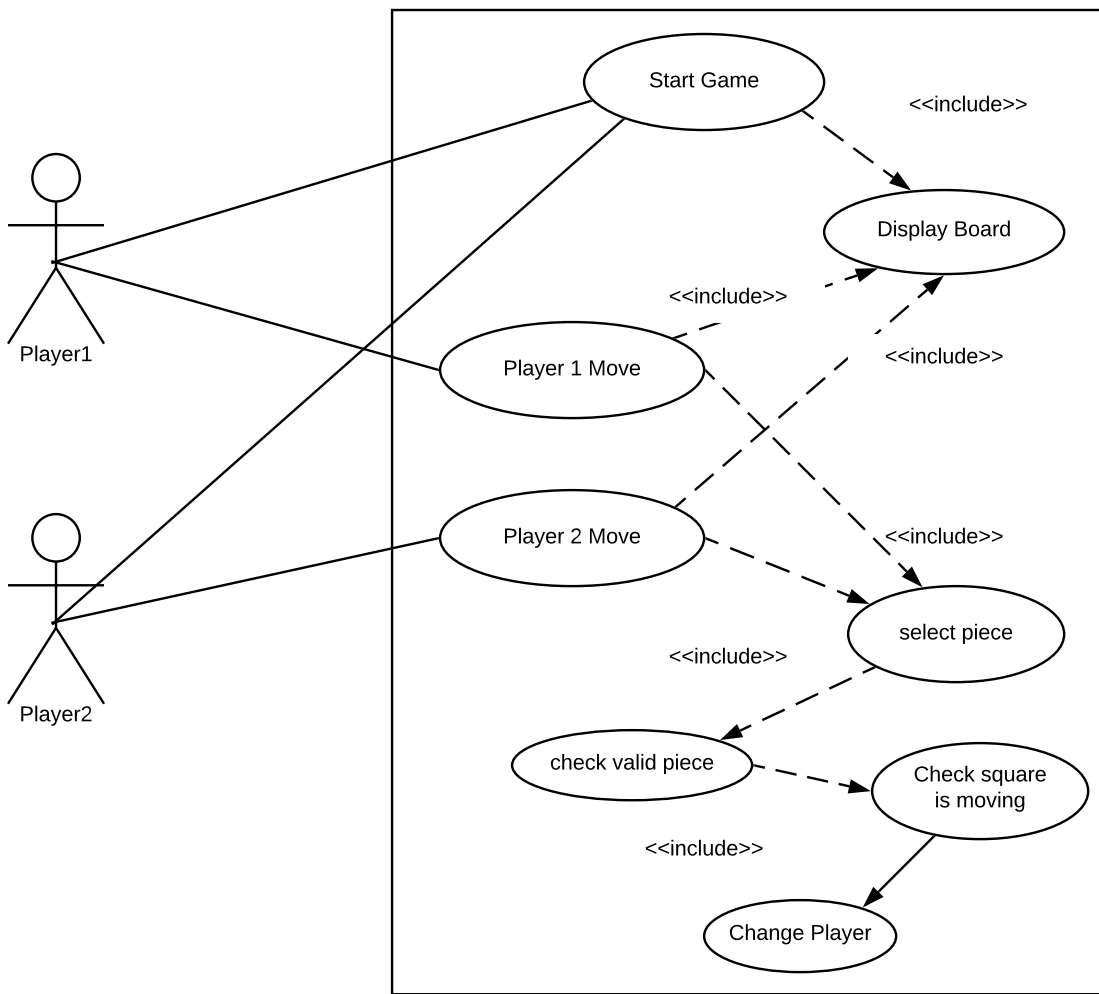 Start Game
<<include>>
Display Board
<<include>>
Player1
Player 1 Move
<<include>>
Player 2 Move
<<include>>
select piece
<<include>>
Player2
check valid piece
Check square
is moving
<<include>>
Change Player